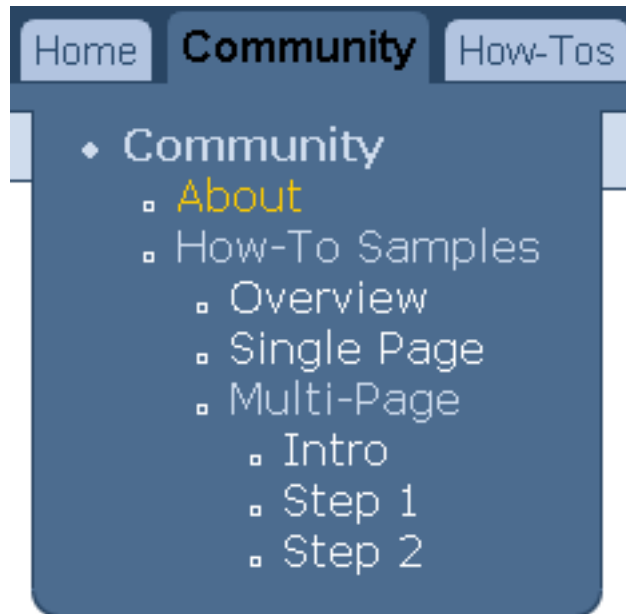 Home Community How-Tos
Community
About
How-To Samples
Overview
Single Page
Multi-Page
Intro
Step 1
Step 2